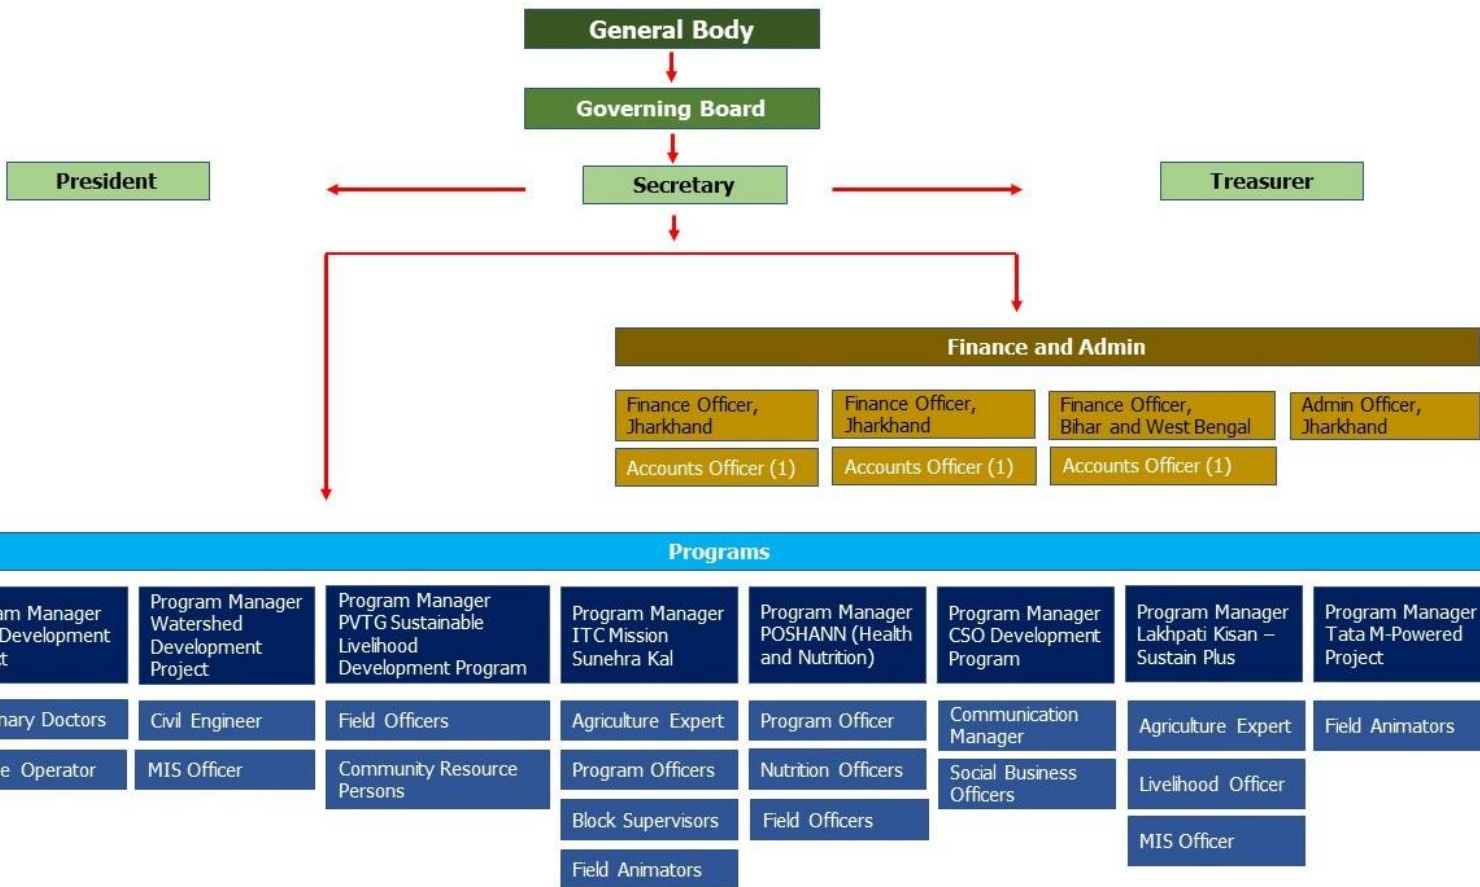 General Body
Governing Board
President
Secretary
Treasurer
Finance and Admin
Finance Officer,
Jharkhand
Accounts Officer (1)
Finance Officer,
Jharkhand
Accounts Officer (1)
Finance Officer,
Bihar and West Bengal
Accounts Officer (1)
Admin Officer,
Jharkhand
Programs
Manager
Development
Doctors
Operator
Program Manager
Watershed
Development
Project
Civil Engineer
MIS Officer
Program Manager
PVTG Sustainable
Livelihood
Development Program
Field Officers
Community Resource
Persons
Program Manager
ITC Mission
Sunehra Kal
Agriculture Expert
Program Officers
Block Supervisors
Field Animators
Program Manager
POSHANN (Health
and Nutrition)
Program Officer
Nutrition Officers
Field Officers
Program Manager
CSO Development
Program
Communication
Manager
Social Business
Officers
Program Manager
Lakhpati Kisan –
Sustain Plus
Agriculture Expert
Livelihood Officer
MIS Officer
Program Manager
Tata M-Powered
Project
Field Animators